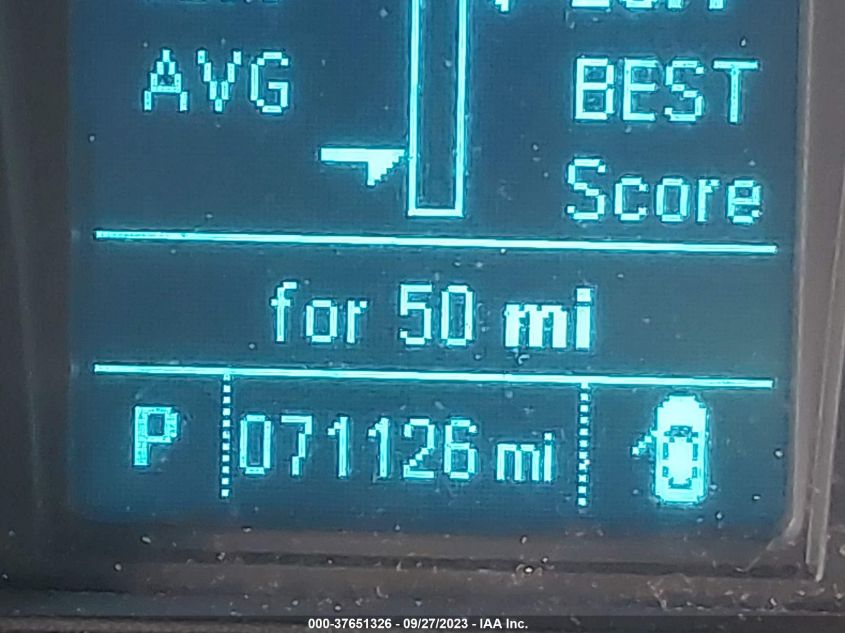 AVG
BEST
Score
for 50 mi
P 071126 mi
000-37651326 - 09/27/2023 - IAA Inc.